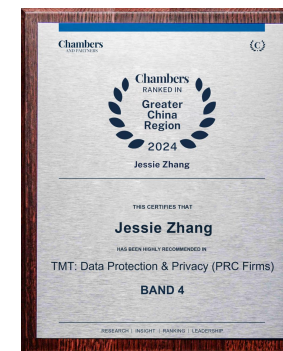 Chambers
AND PARTNERS
C
Chambers
RANKED IN
Greater
China
Region
2024
Jessie Zhang
THIS CERTIFIES THAT
Jessie Zhang
HAS BEEN HIGHLY RECOMMENDED IN
TMT: Data Protection & Privacy (PRC Firms)
BAND 4
RESEARCH | INSIGHT | RANKING | LEADERSHIP